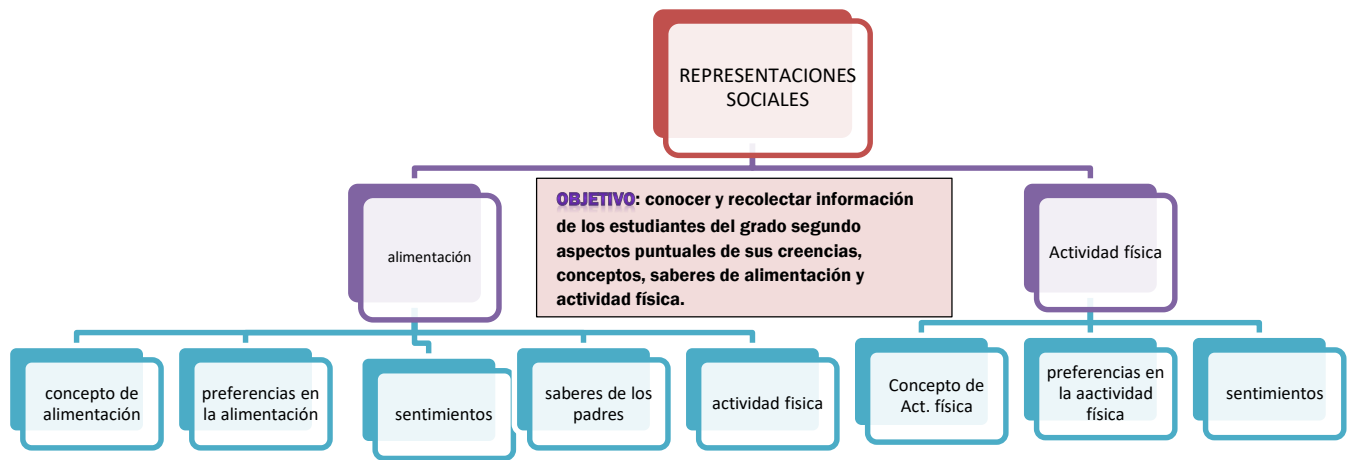 REPRESENTACIONES
SOCIALES
alimentación
OBJETIVO: conocer y recolectar información
de los estudiantes del grado segundo
aspectos puntuales de sus creencias,
conceptos, saberes de alimentación y
actividad física.
Actividad física
concepto de
alimentación
preferencias en
la alimentación
sentimientos
saberes de los
padres
actividad fisica
Concepto de
Act. física
preferencias en
la aactividad
física
sentimientos